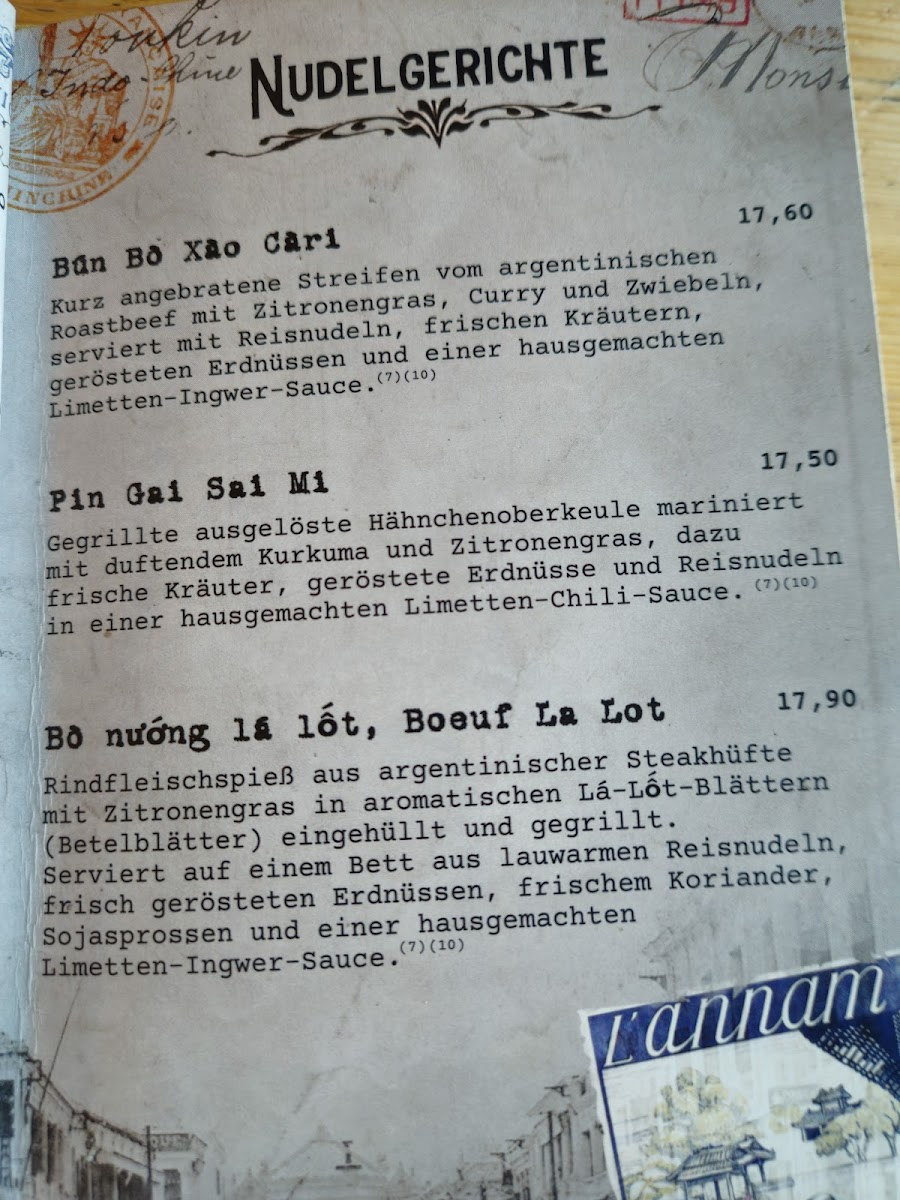 Tonkin
Indo-Chine
NUDELGERICHTE
INCHINE
Bún Bò Xào Càri
17,60
Kurz angebratene Streifen vom argentinischen
Roastbeef mit Zitronengras, Curry und Zwiebeln,
serviert mit Reisnudeln, frischen Kräutern,
gerösteten Erdnüssen und einer hausgemachten
Limetten-Ingwer-Sauce.(7)(10)
Pin Gai Sai Mi
17,50
Gegrillte ausgelöste Hähnchenoberkeule mariniert
mit duftendem Kurkuma und Zitronengras, dazu
frische Kräuter, geröstete Erdnüsse und Reisnudeln
in einer hausgemachten Limetten-Chili-Sauce. (7)(10)
Bò nướng lá lốt, Boeuf La Lot
17,90
Rindfleischspieß aus argentinischer Steakhüfte
mit Zitronengras in aromatischen Lá-Lốt-Blättern
(Betelblätter) eingehüllt und gegrillt.
Serviert auf einem Bett aus lauwarmen Reisnudeln,
frisch gerösteten Erdnüssen, frischem Koriander,
Sojasprossen und einer hausgemachten
Limetten-Ingwer-Sauce.(7)(10)
L'annam